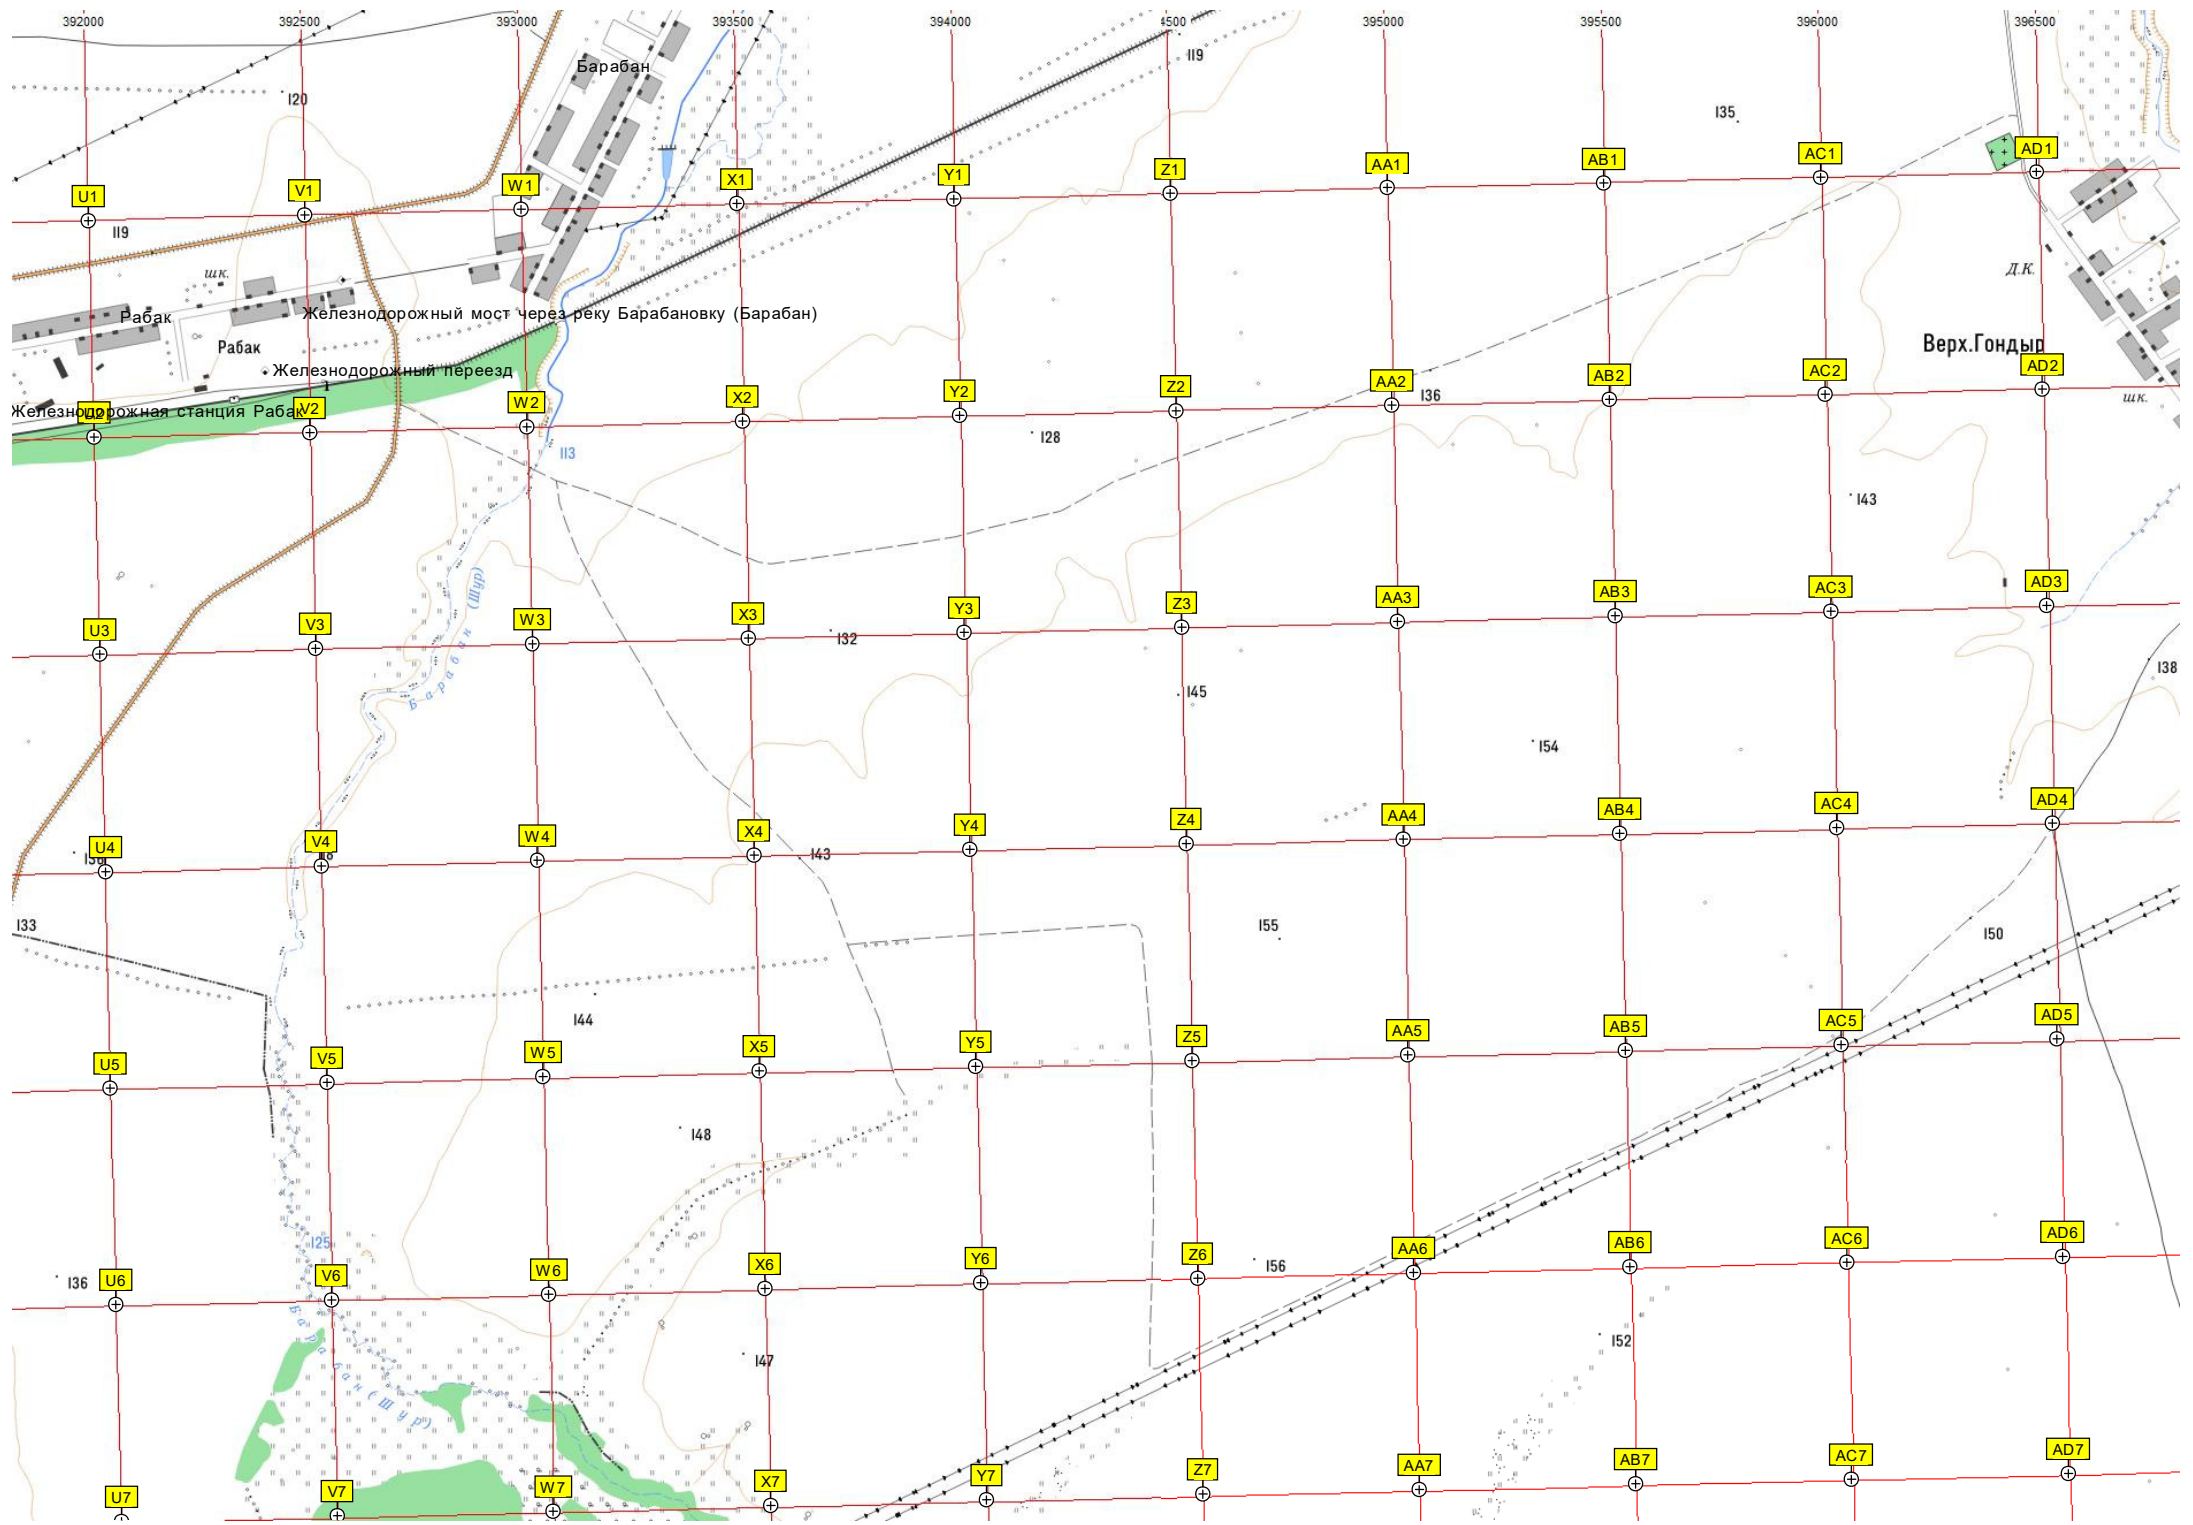 392000 392500 393000 393500 394000 4500 395000 395500 396000 396500
Барабан
119
120
135
U1 V1 W1 X1 Y1 Z1 AA1 AB1 AC1 AD1
119
шк.
Д.К.
Рабак
Железнодорожный мост через реку Барабановку (Барабан)
Рабак
Верх.Гондыр
Железнодорожный переезд
Железнодорожная станция Рабак
U2 V2 W2 X2 Y2 Z2 AA2 AB2 AC2 AD2
136
шк.
128
113
143
U3 V3 W3 X3 Y3 Z3 AA3 AB3 AC3 AD3
132
Барабан (Шур)
138
145
154
U4 V4 W4 X4 Y4 Z4 AA4 AB4 AC4 AD4
143
133
155
150
144
U5 V5 W5 X5 Y5 Z5 AA5 AB5 AC5 AD5
148
125
156
136
U6 V6 W6 X6 Y6 Z6 AA6 AB6 AC6 AD6
Барабан (Шур)
152
147
U7 V7 W7 X7 Y7 Z7 AA7 AB7 AC7 AD7